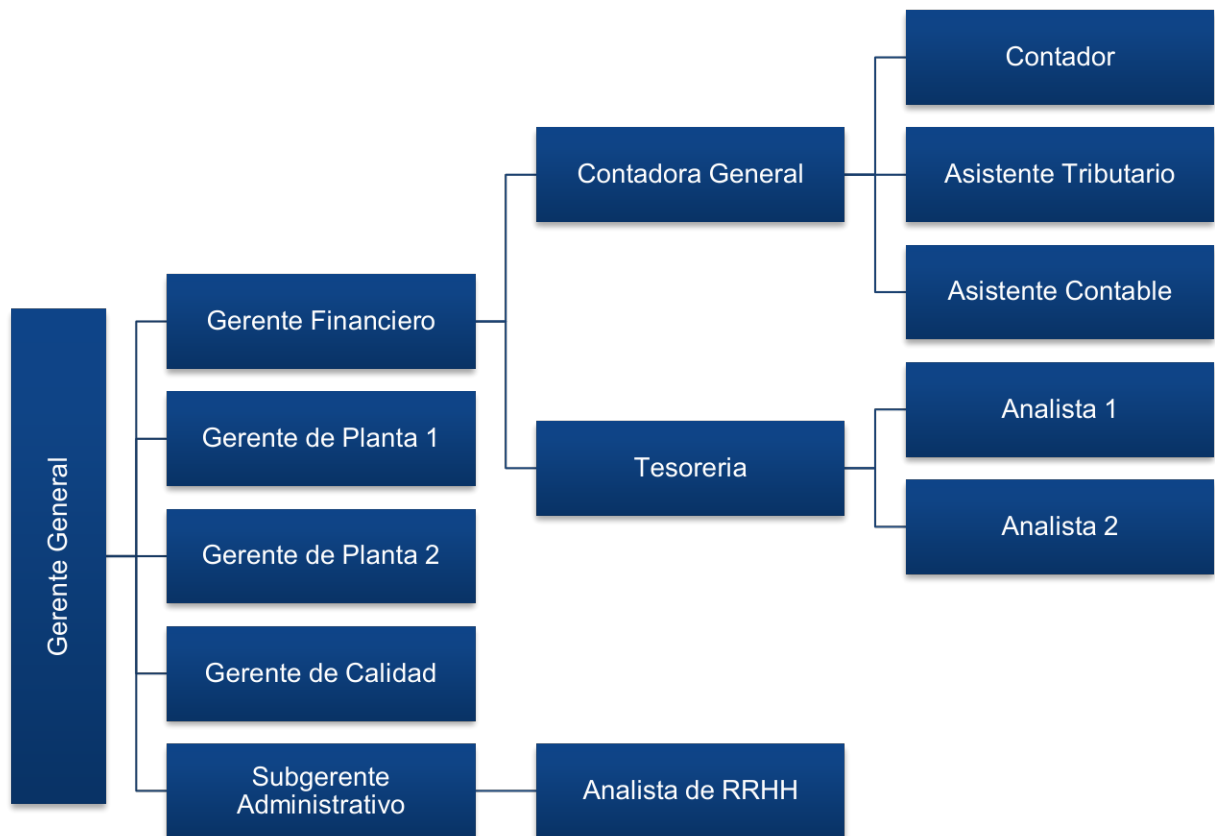 Gerente General
Gerente Financiero
Contadora General
Contador
Asistente Tributario
Asistente Contable
Tesoreria
Analista 1
Analista 2
Gerente de Planta 1
Gerente de Planta 2
Gerente de Calidad
Subgerente
Administrativo
Analista de RRHH